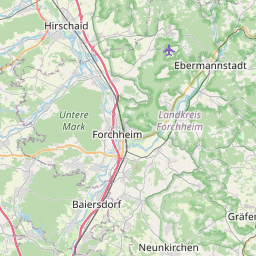 Hirschaid
Ebermannstadt
Untere
Mark
Landkreis
Forchheim
Forchheim
Baiersdorf
Gräfen
Neunkirchen